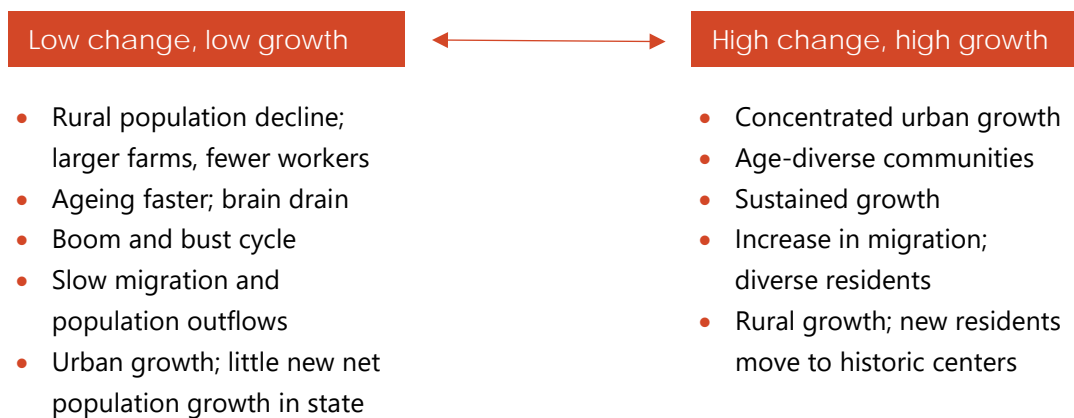 Low change, low growth
High change, high growth
• Rural population decline;
larger farms, fewer workers
• Ageing faster; brain drain
• Boom and bust cycle
• Slow migration and
population outflows
• Urban growth; little new net
population growth in state
• Concentrated urban growth
• Age-diverse communities
• Sustained growth
• Increase in migration;
diverse residents
• Rural growth; new residents
move to historic centers